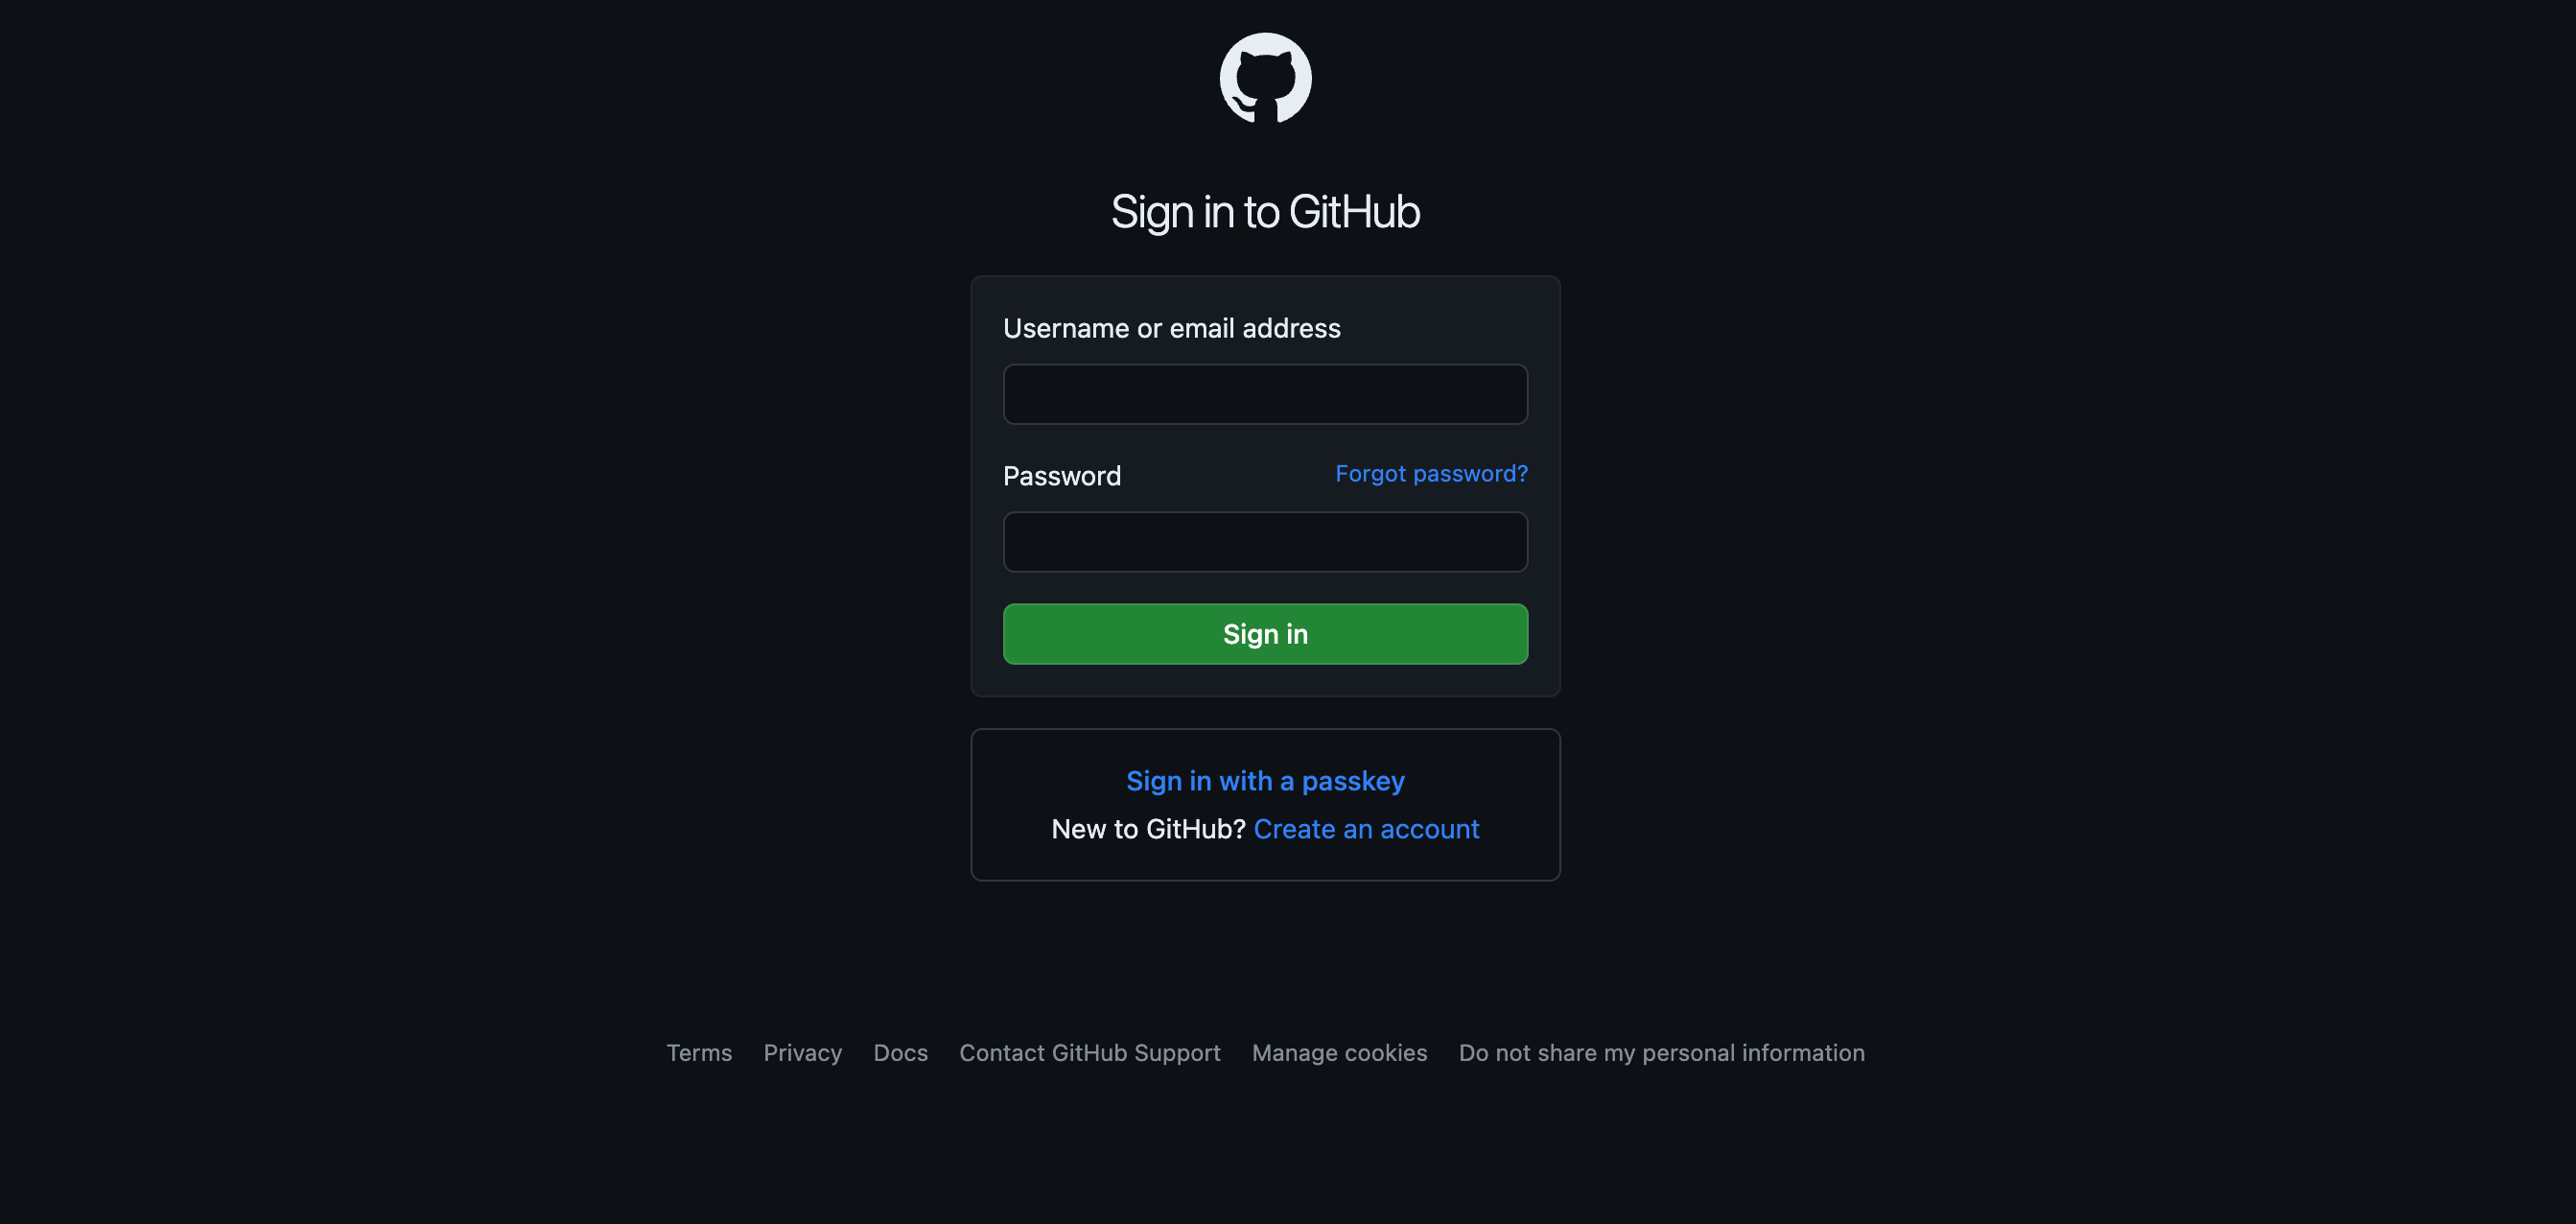 Sign in to GitHub
Username or email address
Password Forgot password?
Sign in
Sign in with a passkey
New to GitHub? Create an account
Terms Privacy Docs Contact GitHub Support Manage cookies Do not share my personal information